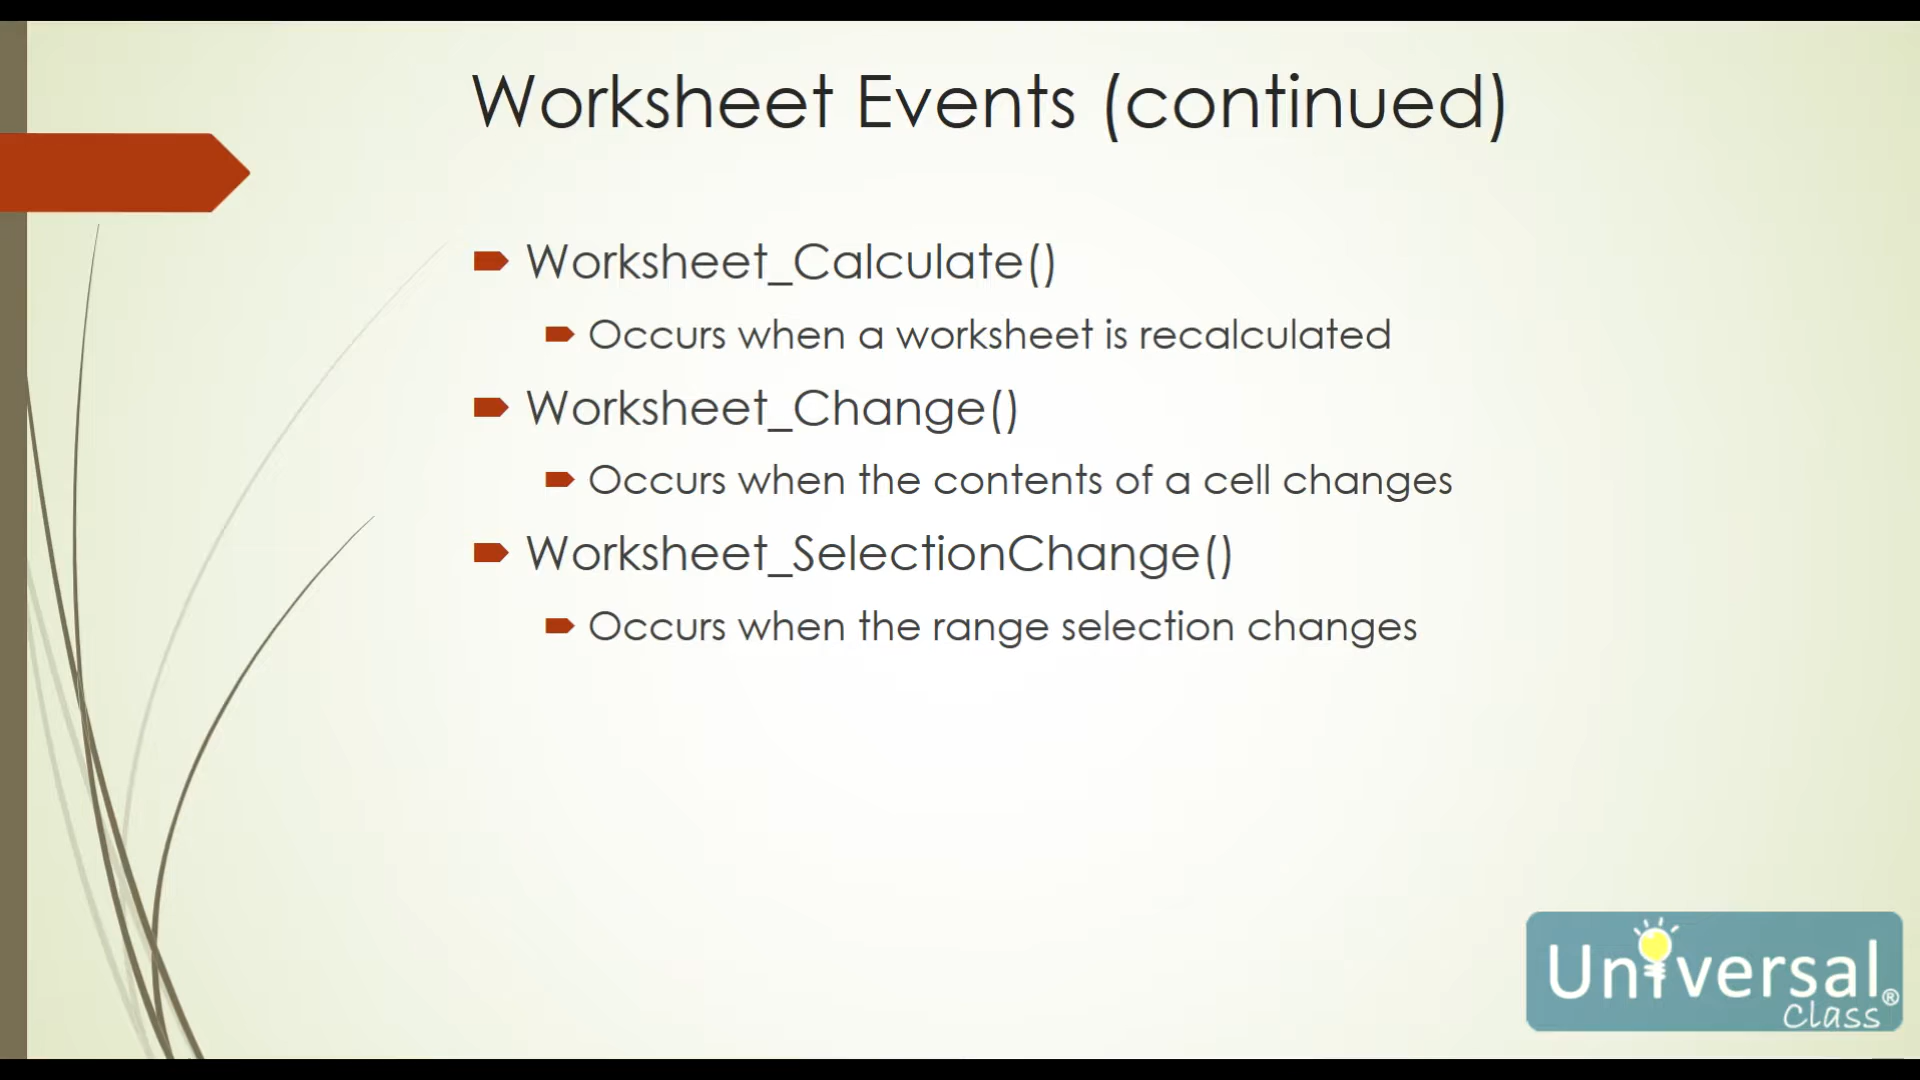 Worksheet Events (continued)
Worksheet_Calculate()
Occurs when a worksheet is recalculated
Worksheet_Change()
Occurs when the contents of a cell changes
Worksheet_SelectionChange()
Occurs when the range selection changes
Universal®
Class